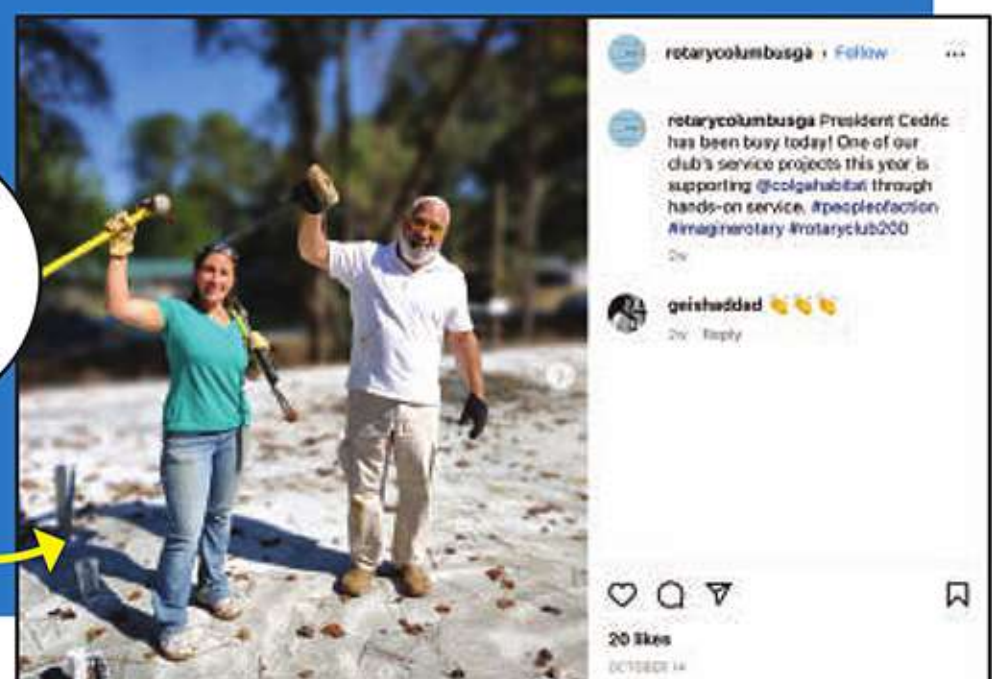 rotarycolumbusga • Follow
rotarycolumbusga President Cedric
has been busy today! One of our
club's service projects this year is
supporting @colgahabitat through
hands-on service. #peopleofaction
#imaginerotary #rotaryclub200
2w
geishaddad 👏👏👏
2w Reply
20 likes
OCTOBER 14